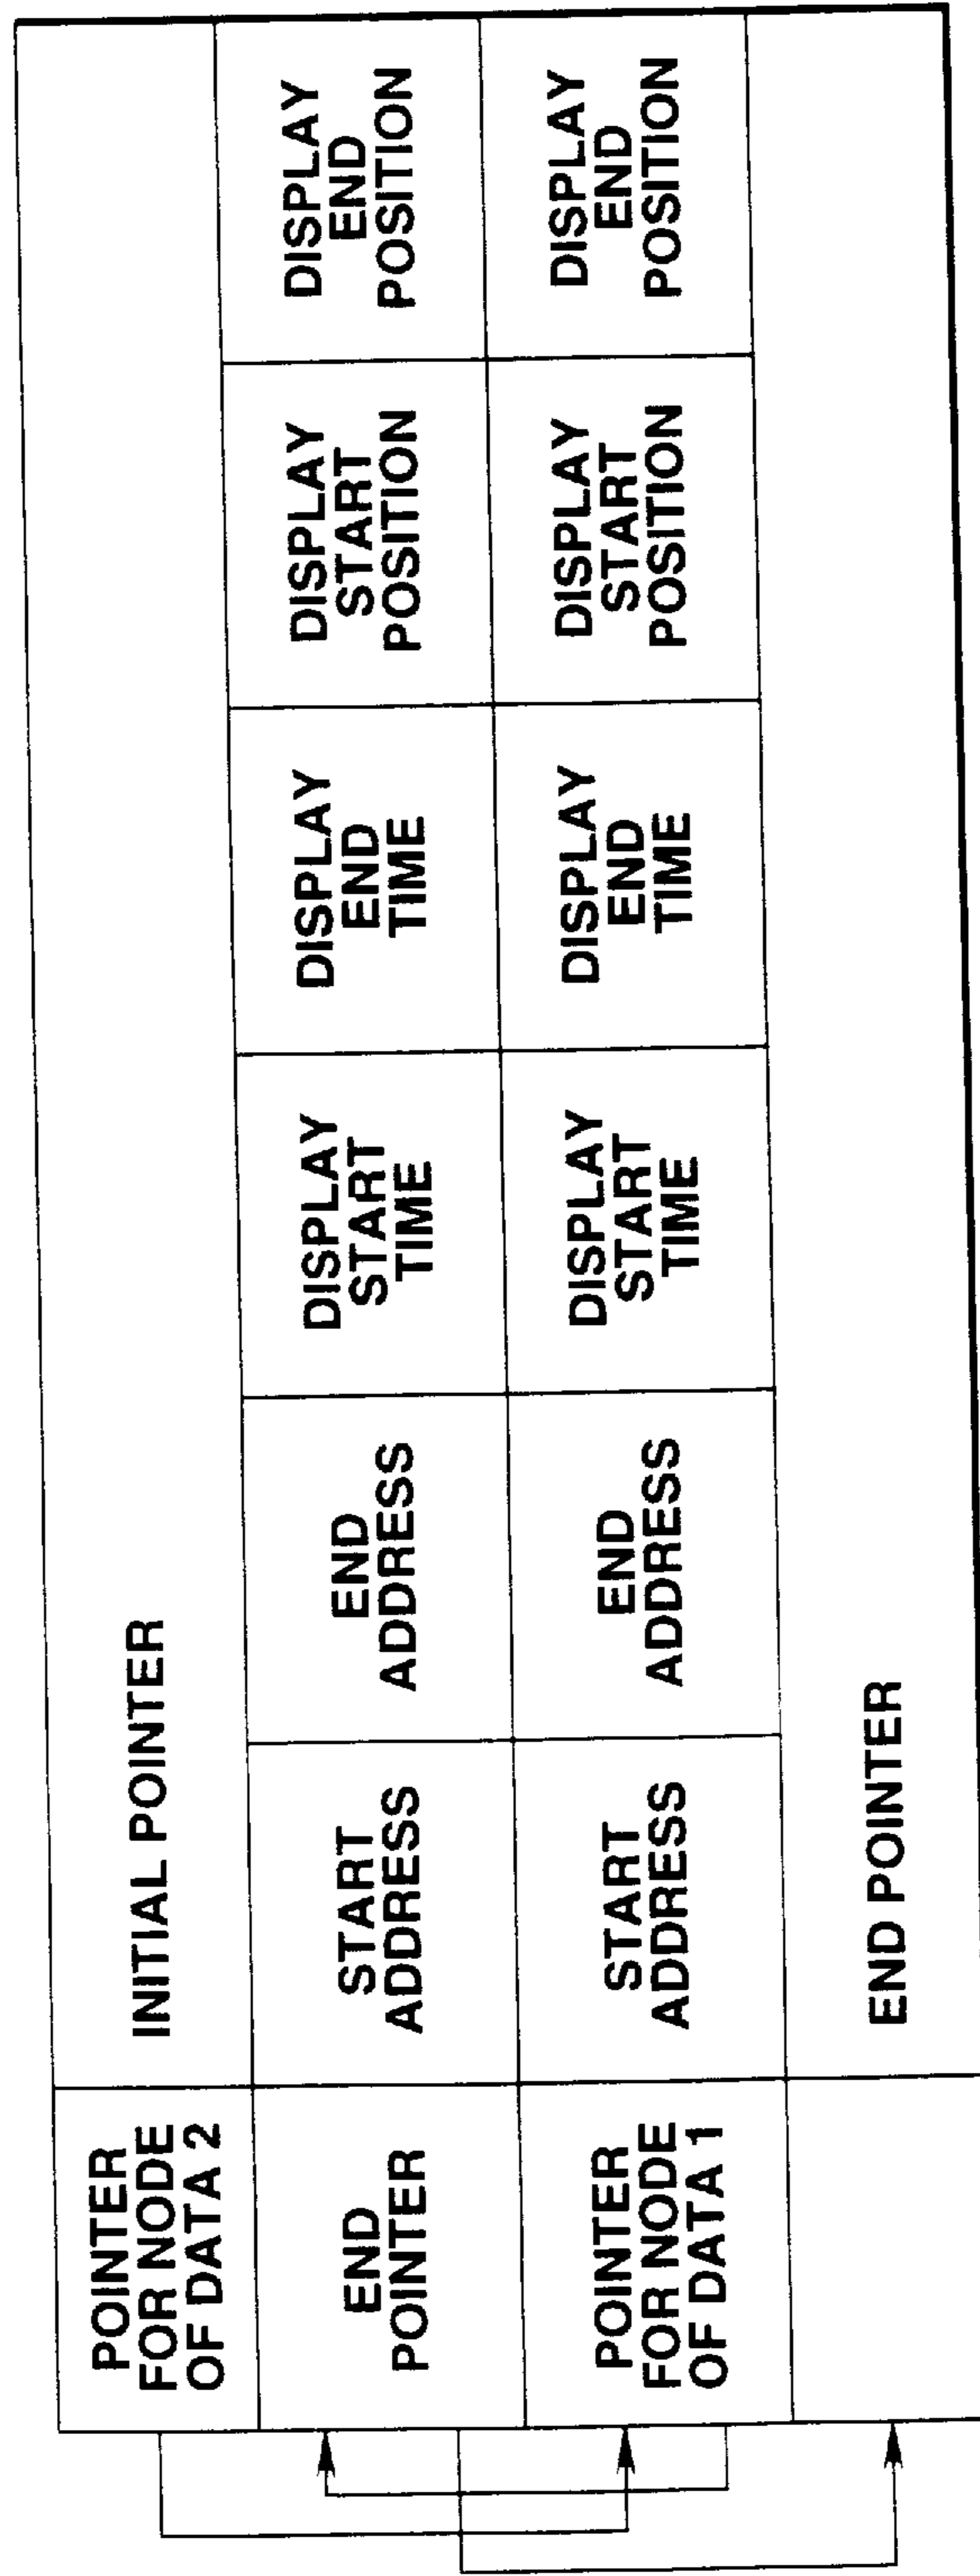 POINTER
FOR NODE
OF DATA 2
INITIAL POINTER
END
POINTER
START
ADDRESS
END
ADDRESS
DISPLAY
START
TIME
DISPLAY
END
TIME
DISPLAY
START
POSITION
DISPLAY
END
POSITION
POINTER
FOR NODE
OF DATA 1
START
ADDRESS
END
ADDRESS
DISPLAY
START
TIME
DISPLAY
END
TIME
DISPLAY
START
POSITION
DISPLAY
END
POSITION
END POINTER